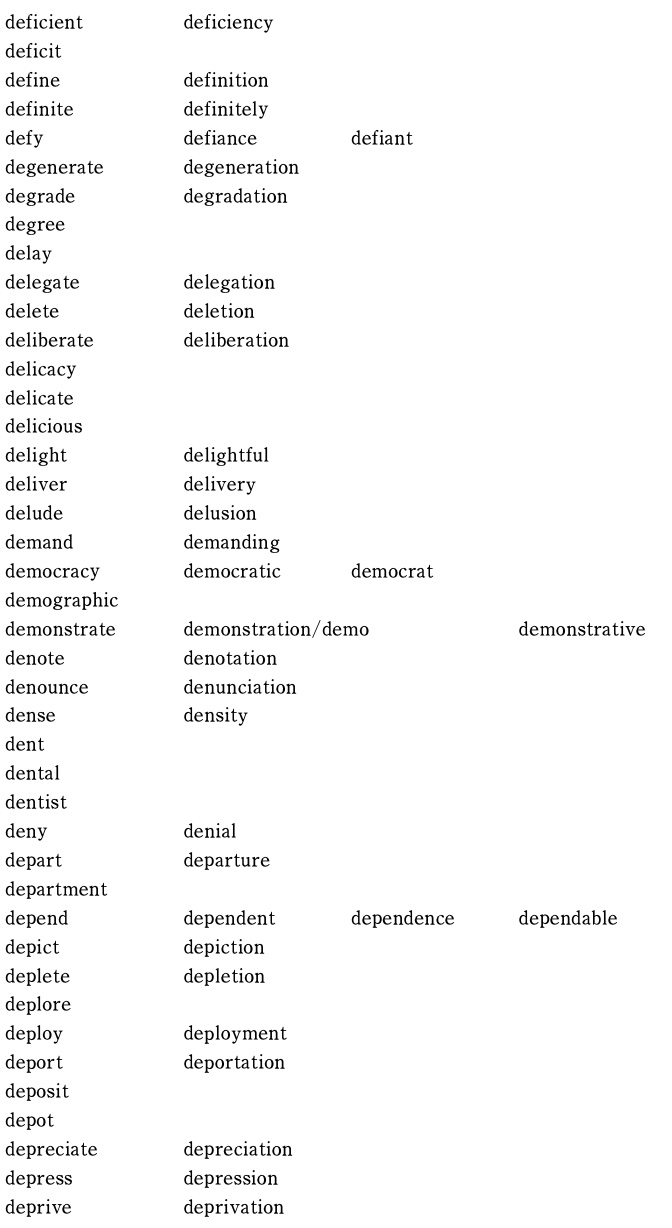 deficient deficiency
deficit
define definition
definite definitely
defy defiance defiant
degenerate degeneration
degrade degradation
degree
delay
delegate delegation
delete deletion
deliberate deliberation
delicacy
delicate
delicious
delight delightful
deliver delivery
delude delusion
demand demanding
democracy democratic democrat
demographic
demonstrate demonstration/demo demonstrative
denote denotation
denounce denunciation
dense density
dent
dental
dentist
deny denial
depart departure
department
depend dependent dependence dependable
depict depiction
deplete depletion
deplore
deploy deployment
deport deportation
deposit
depot
depreciate depreciation
depress depression
deprive deprivation